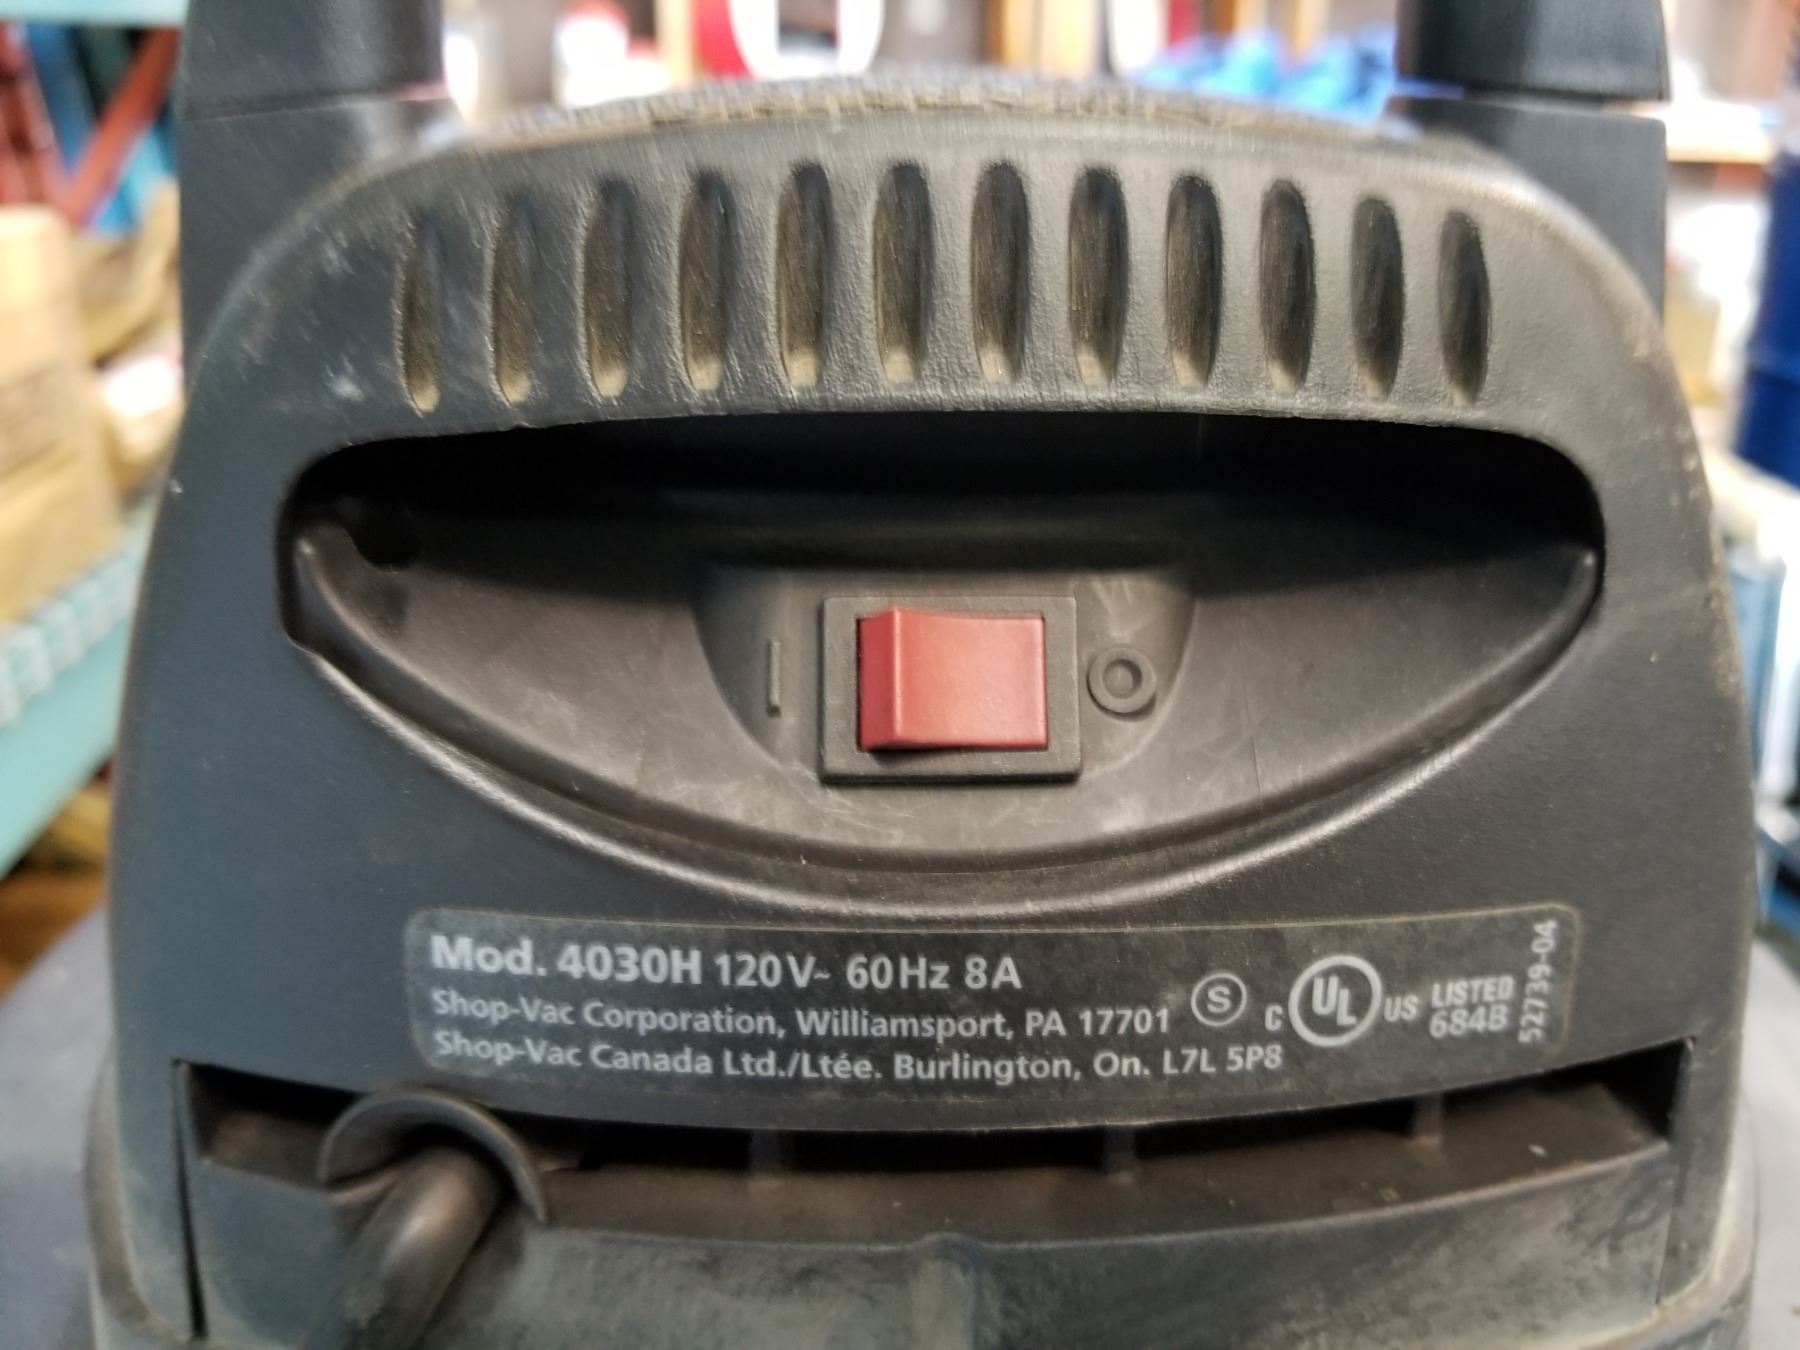 I O
Mod. 4030H 120V~ 60Hz 8A
Shop-Vac Corporation, Williamsport, PA 17701
Shop-Vac Canada Ltd./Ltée. Burlington, On. L7L 5P8
S
C UL US LISTED
684B
52739-04